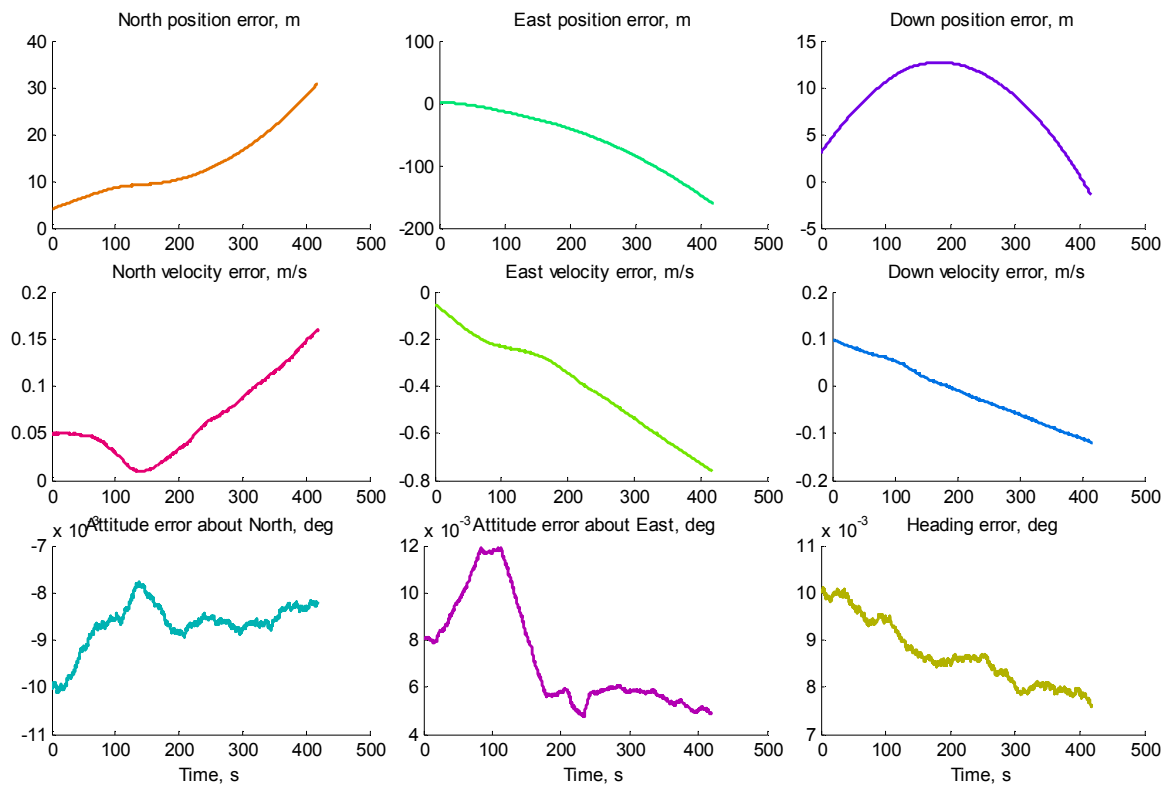 North position error, m
East position error, m
Down position error, m
40
30
20
10
0
0 100 200 300 400 500
100
0
-100
-200
0 100 200 300 400 500
15
10
5
0
-5
0 100 200 300 400 500
North velocity error, m/s
East velocity error, m/s
Down velocity error, m/s
0.2
0.15
0.1
0.05
0
0 100 200 300 400 500
0
-0.2
-0.4
-0.6
-0.8
0 100 200 300 400 500
0.2
0.1
0
-0.1
-0.2
0 100 200 300 400 500
x 10-3
Attitude error about North, deg
x 10-3
Attitude error about East, deg
x 10-3
Heading error, deg
-7
-8
-9
-10
-11
0 100 200 300 400 500
Time, s
12
10
8
6
4
0 100 200 300 400 500
Time, s
11
10
9
8
7
0 100 200 300 400 500
Time, s